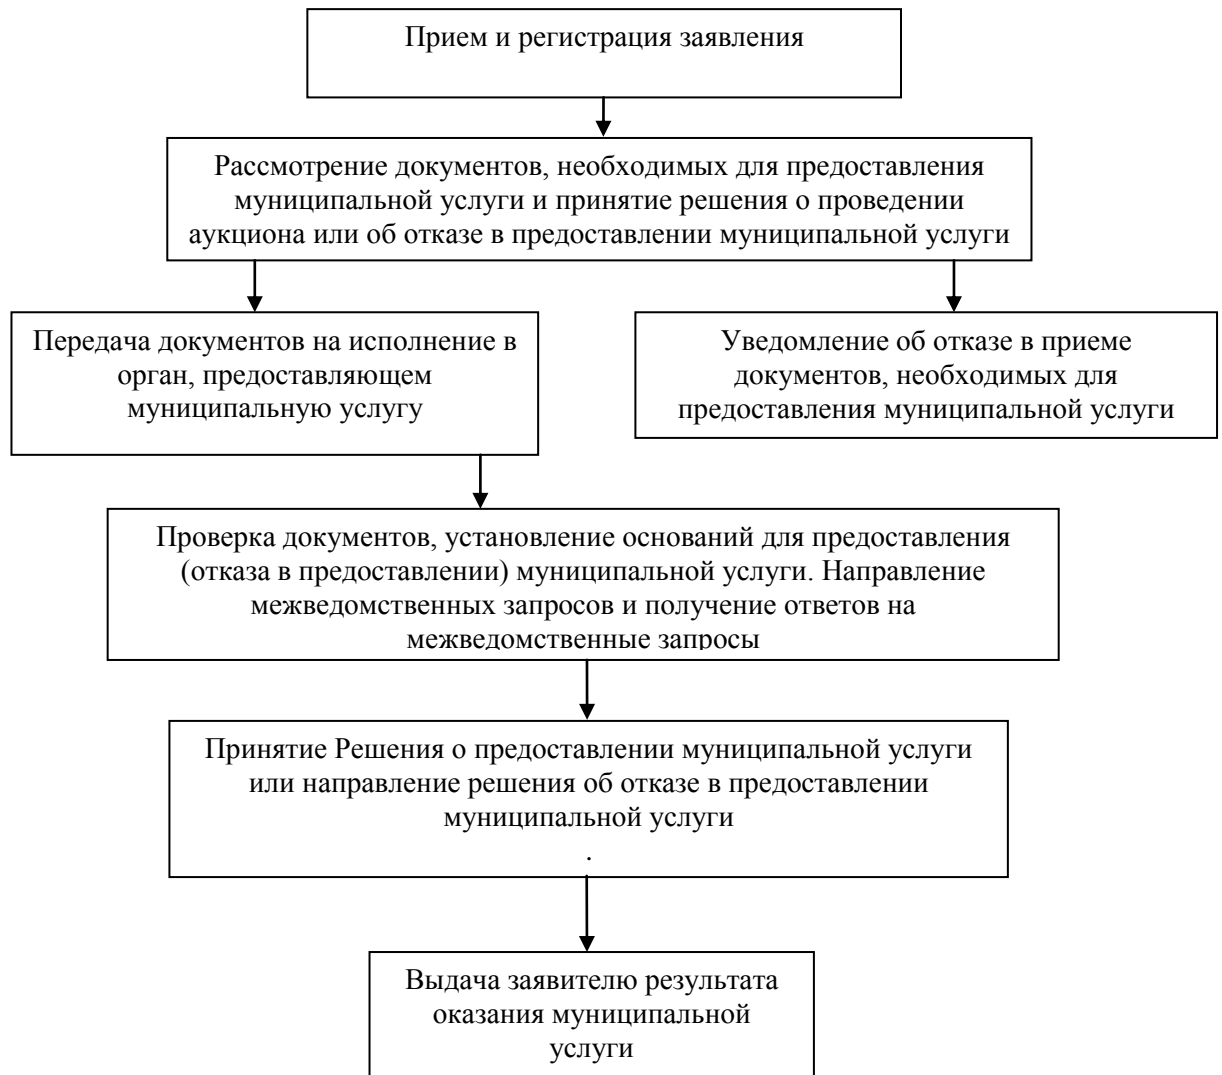 Прием и регистрация заявления
Рассмотрение документов, необходимых для предоставления
муниципальной услуги и принятие решения о проведении
аукциона или об отказе в предоставлении муниципальной услуги
Передача документов на исполнение в
орган, предоставляющем
муниципальную услугу
Уведомление об отказе в приеме
документов, необходимых для
предоставления муниципальной услуги
Проверка документов, установление оснований для предоставления
(отказа в предоставлении) муниципальной услуги. Направление
межведомственных запросов и получение ответов на
межведомственные запросы
Принятие Решения о предоставлении муниципальной услуги
или направление решения об отказе в предоставлении
муниципальной услуги
.
Выдача заявителю результата
оказания муниципальной
услуги